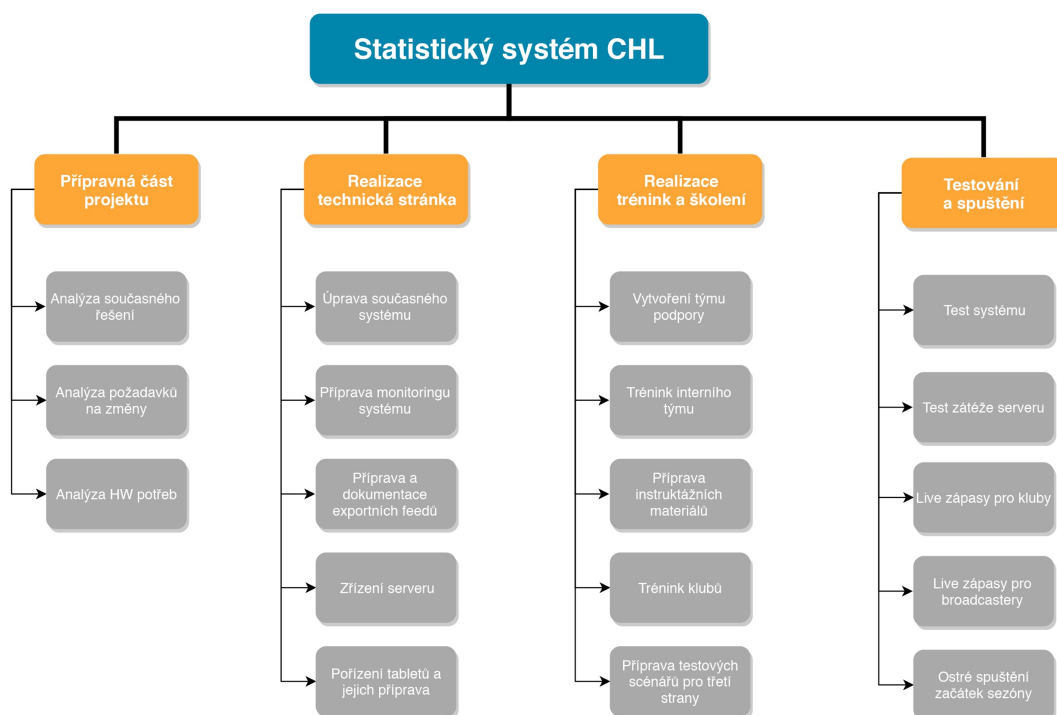 Statistický systém CHL
Přípravná část
projektu
Analýza současného
řešení
Analýza požadavků
na změny
Analýza HW potřeb
Realizace
technická stránka
Úprava současného
systému
Příprava monitoringu
systému
Příprava a
dokumentace
exportních feedů
Zřízení serveru
Pořízení tabletů a
jejich příprava
Realizace
trénink a školení
Vytvoření týmu
podpory
Trénink interního
týmu
Příprava
instruktážních
materiálů
Trénink klubů
Příprava testových
scénářů pro třetí
strany
Testování
a spuštění
Test systému
Test zátěže serveru
Live zápasy pro kluby
Live zápasy pro
broadcastery
Ostré spuštění
začátek sezóny